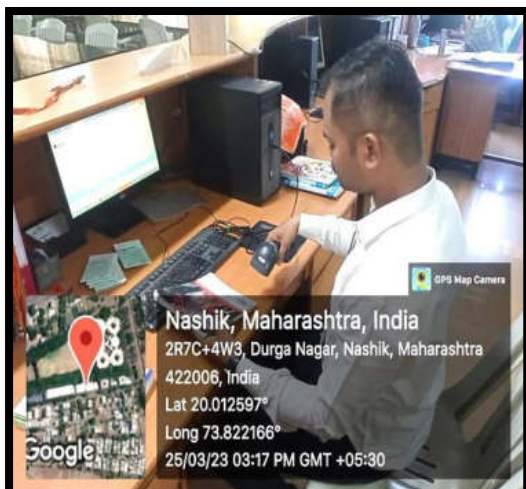 GPS Map Camera
Nashik, Maharashtra, India
2R7C+4W3, Durga Nagar, Nashik, Maharashtra
422006, India
Lat 20.012597°
Long 73.822166°
25/03/23 03:17 PM GMT +05:30
Google